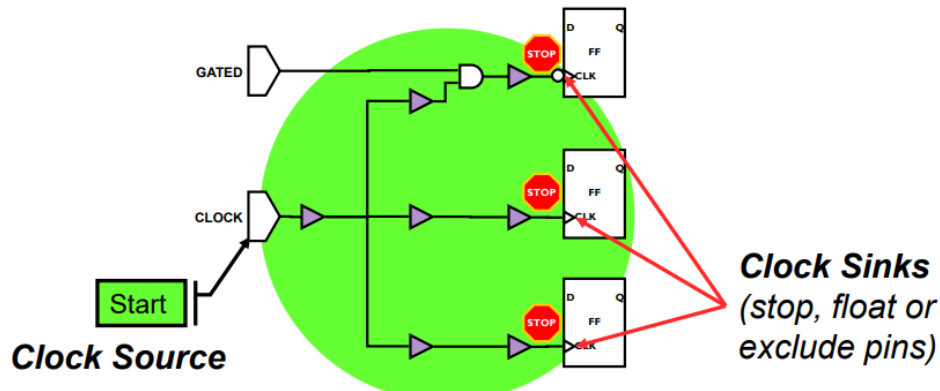 GATED
STOP
D Q
FF
CLK
CLOCK
STOP
D Q
FF
CLK
Start
Clock Source
STOP
D Q
FF
CLK
Clock Sinks
(stop, float or
exclude pins)